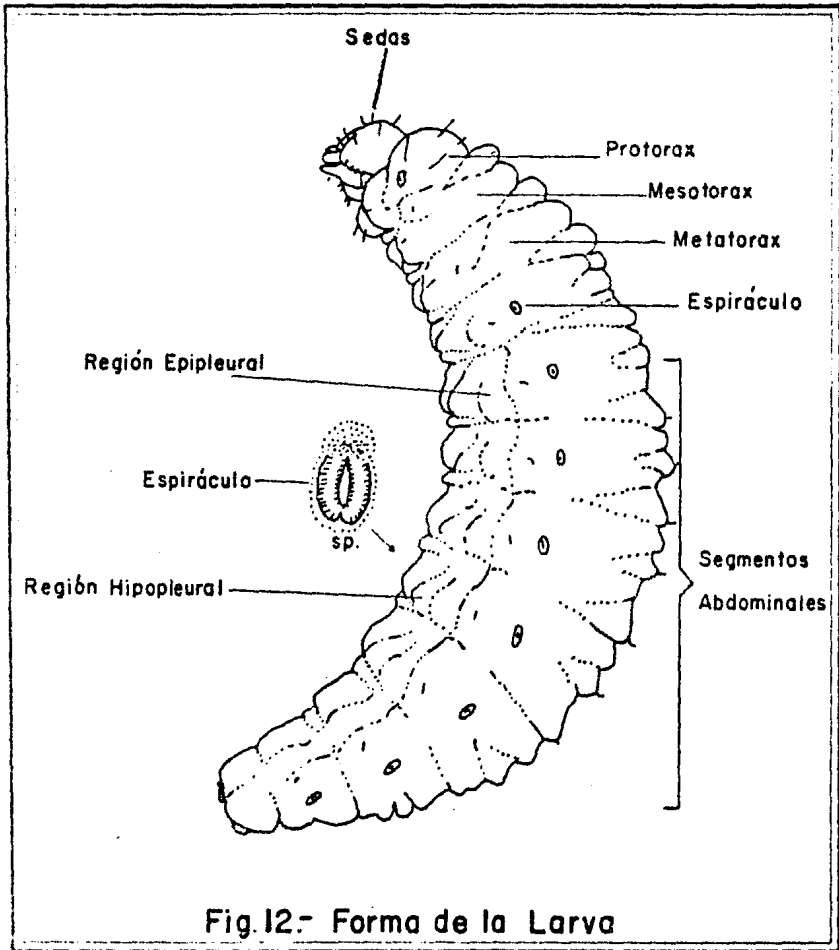 Sedas
Protorax
Mesotorax
Metatorax
Espiráculo
Región Epipleural
Espiráculo
sp.
Región Hipopleural
Segmentos
Abdominales
Fig. 12.- Forma de la Larva